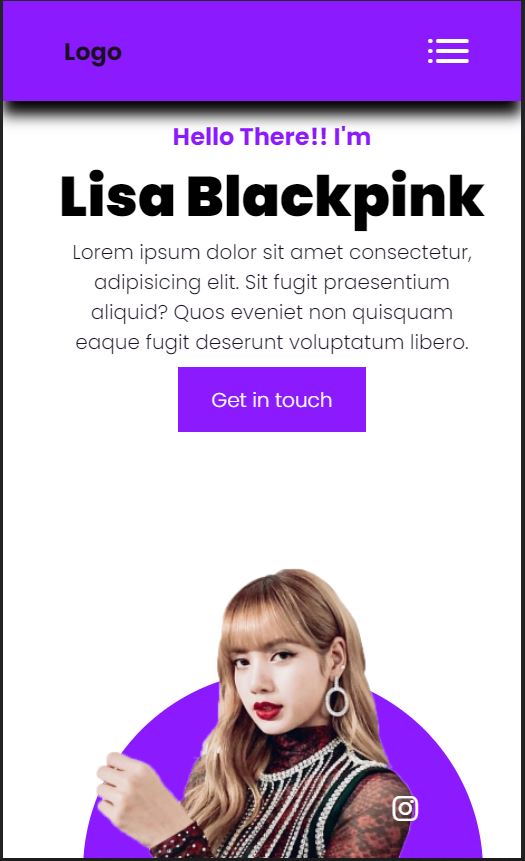 Logo
Hello There!! I'm
Lisa Blackpink
Lorem ipsum dolor sit amet consectetur,
adipisicing elit. Sit fugit praesentium
aliquid? Quos eveniet non quisquam
eaque fugit deserunt voluptatum libero.
Get in touch